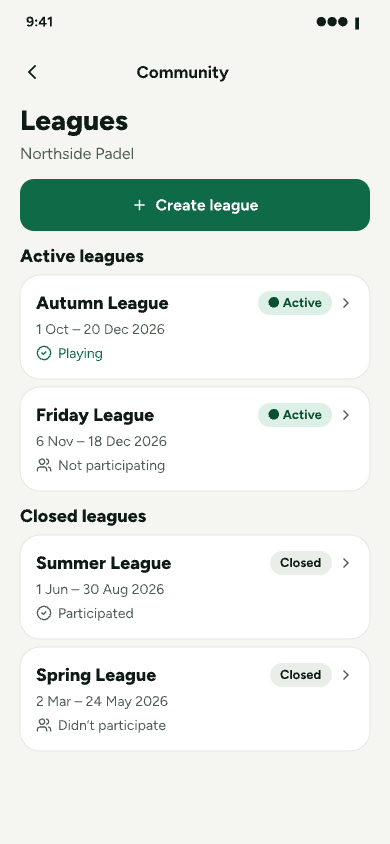 9:41
Community
Leagues
Northside Padel
+ Create league
Active leagues
Autumn League
Active
1 Oct – 20 Dec 2026
Playing
Friday League
Active
6 Nov – 18 Dec 2026
Not participating
Closed leagues
Summer League
Closed
1 Jun – 30 Aug 2026
Participated
Spring League
Closed
2 Mar – 24 May 2026
Didn’t participate